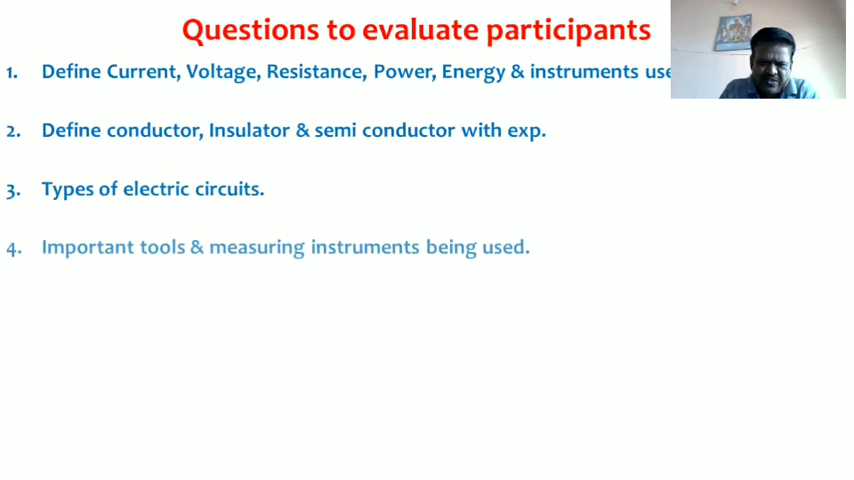 Questions to evaluate participants
1. Define Current, Voltage, Resistance, Power, Energy & instruments
2. Define conductor, Insulator & semi conductor with exp.
3. Types of electric circuits.
4. Important tools & measuring instruments being used.